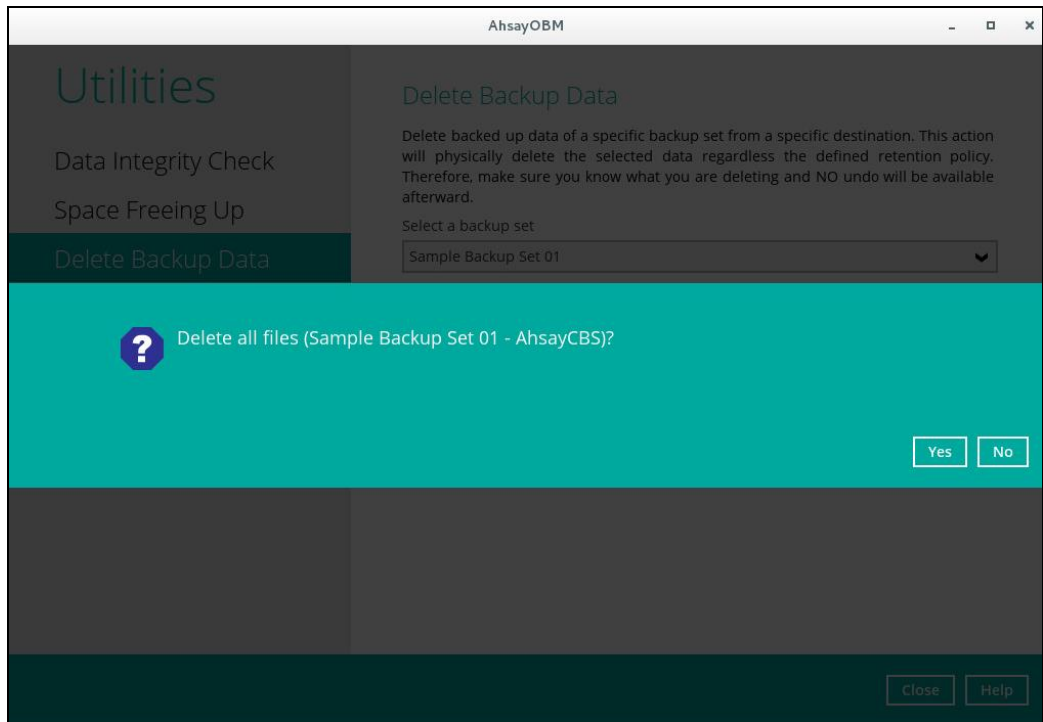 AhsayOBM
Utilities
Data Integrity Check
Space Freeing Up
Delete Backup Data
Delete Backup Data
Delete backed up data of a specific backup set from a specific destination. This action
will physically delete the selected data regardless the defined retention policy.
Therefore, make sure you know what you are deleting and NO undo will be available
afterward.
Select a backup set
Sample Backup Set 01
Delete all files (Sample Backup Set 01 - AhsayCBS)?
Yes No
Close Help